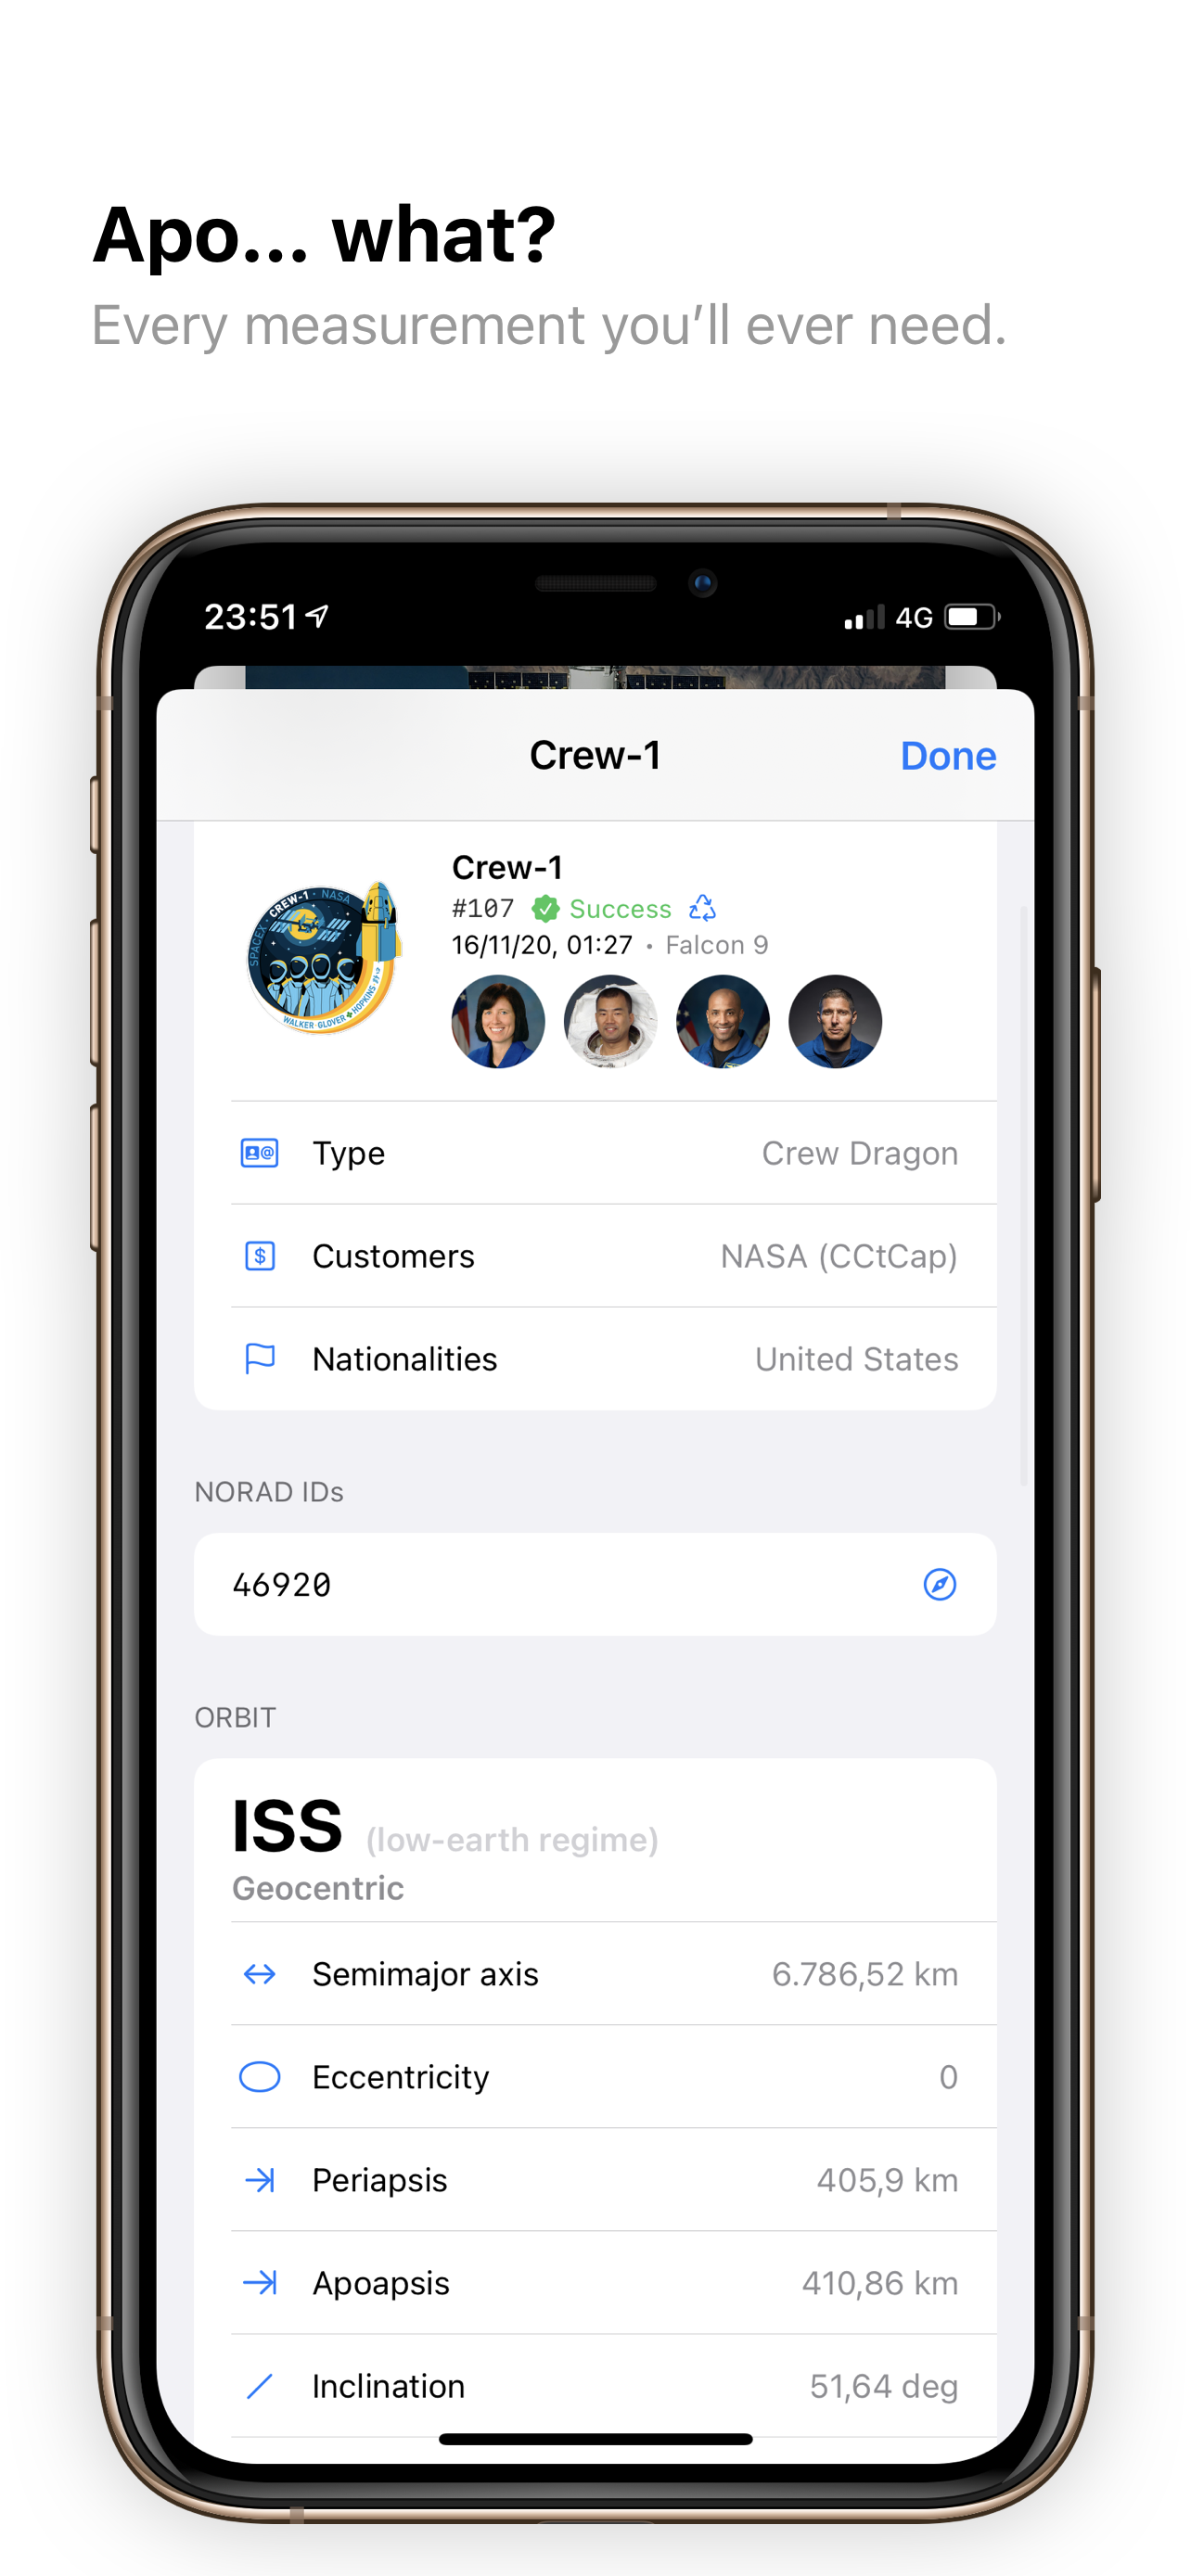 Apo... what?
Every measurement you’ll ever need.
23:51
4G
Crew-1
Done
CREW-1 · NASA
SPACEX
WALKER GLOVER HOPKINS
Crew-1
#107 Success
16/11/20, 01:27 • Falcon 9
Type
Crew Dragon
Customers
NASA (CCtCap)
Nationalities
United States
NORAD IDs
46920
ORBIT
ISS (low-earth regime)
Geocentric
Semimajor axis
6.786,52 km
Eccentricity
0
Periapsis
405,9 km
Apoapsis
410,86 km
Inclination
51,64 deg